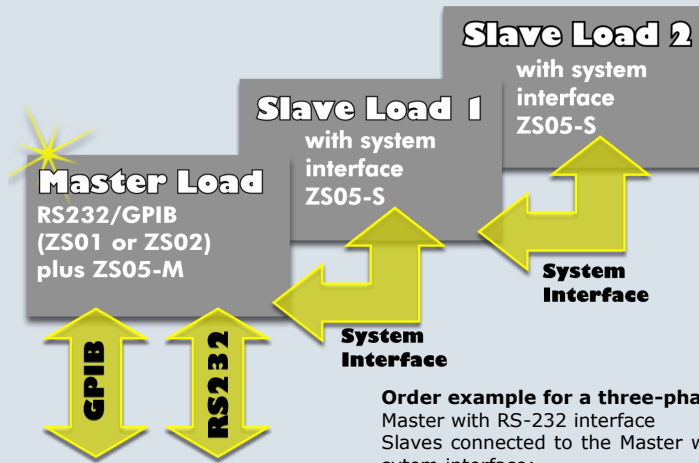 Slave Load 2
with system
interface
ZS05-S
Slave Load 1
with system
interface
ZS05-S
Master Load
RS232/GPIB
(ZS01 or ZS02)
plus ZS05-M
System
Interface
System
Interface
GPIB
RS232
Order example for a three-pha
Master with RS-232 interface
Slaves connected to the Master w
sytem interface: